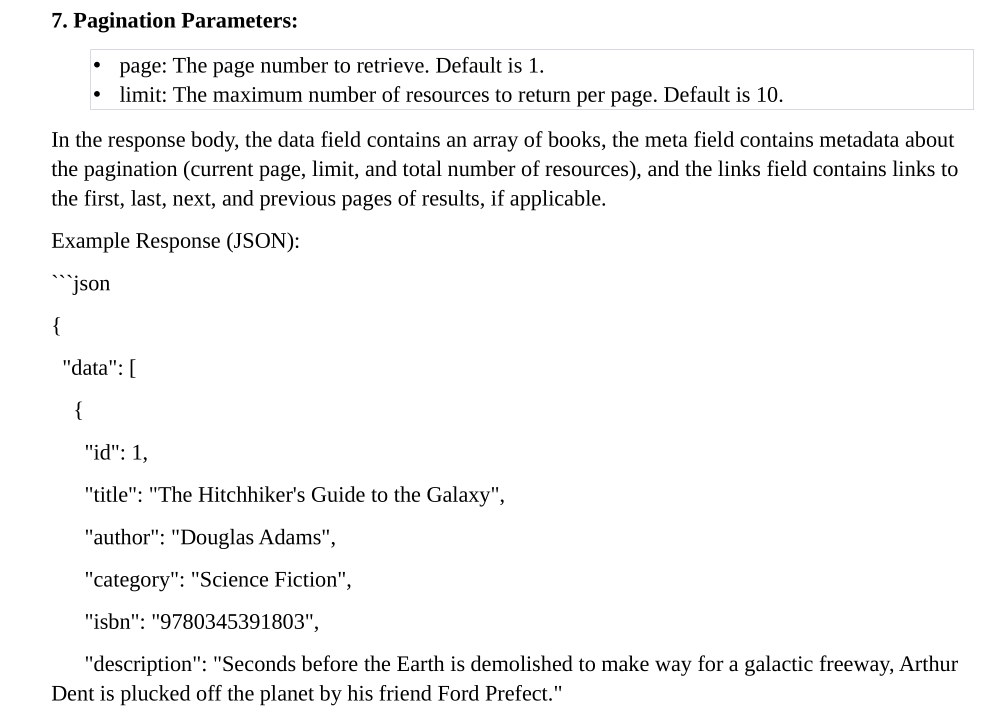 7. Pagination Parameters:
• page: The page number to retrieve. Default is 1.
• limit: The maximum number of resources to return per page. Default is 10.
In the response body, the data field contains an array of books, the meta field contains metadata about
the pagination (current page, limit, and total number of resources), and the links field contains links to
the first, last, next, and previous pages of results, if applicable.
Example Response (JSON):
```json
{
  "data": [
    {
      "id": 1,
      "title": "The Hitchhiker's Guide to the Galaxy",
      "author": "Douglas Adams",
      "category": "Science Fiction",
      "isbn": "9780345391803",
      "description": "Seconds before the Earth is demolished to make way for a galactic freeway, Arthur
Dent is plucked off the planet by his friend Ford Prefect."